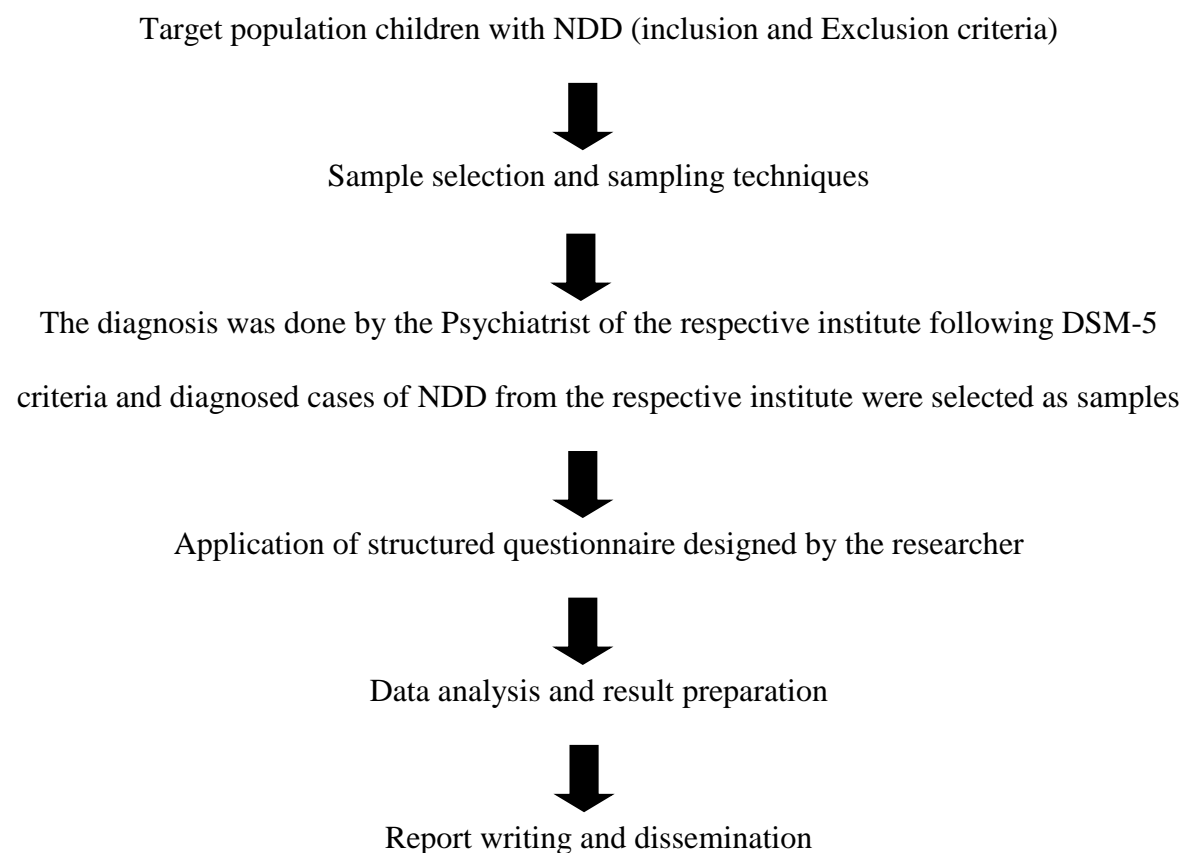 Target population children with NDD (inclusion and Exclusion criteria)
Sample selection and sampling techniques
The diagnosis was done by the Psychiatrist of the respective institute following DSM-5
criteria and diagnosed cases of NDD from the respective institute were selected as samples
Application of structured questionnaire designed by the researcher
Data analysis and result preparation
Report writing and dissemination